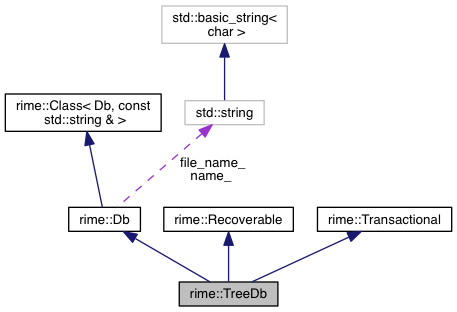 std::basic_string<
char >
rime::Class< Db, const
std::string & >
std::string
file_name_
name_
rime::Db
rime::Recoverable
rime::Transactional
rime::TreeDb